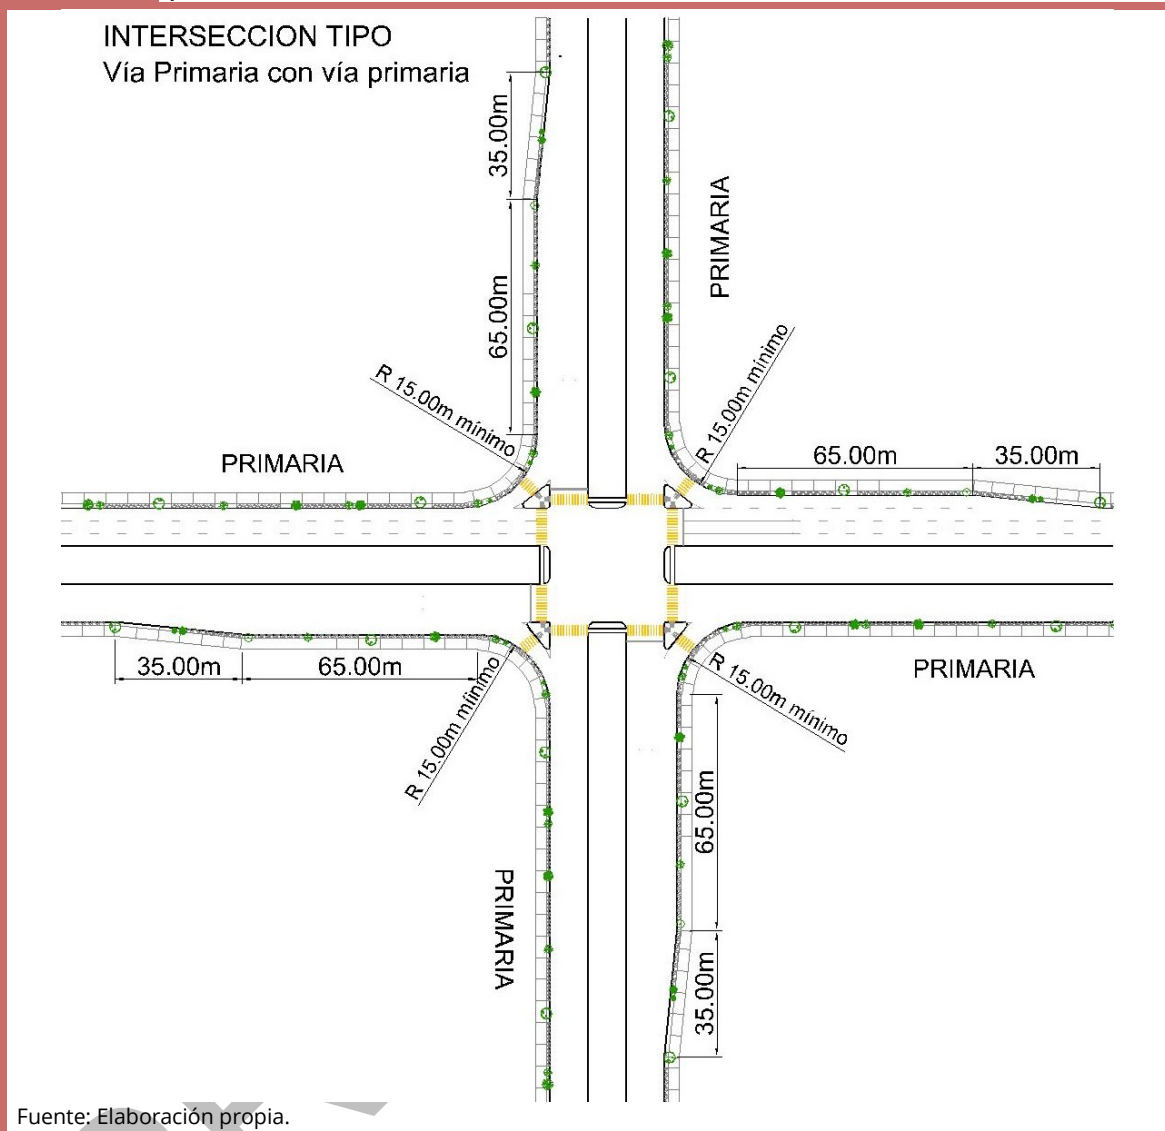 INTERSECCION TIPO
Vía Primaria con vía primaria
35.00m
65.00m
PRIMARIA
R 15.00m mínimo
R 15.00m mínimo
PRIMARIA
65.00m
35.00m
35.00m
65.00m
R 15.00m miínimo
R 15.00m mínimo
PRIMARIA
65.00m
PRIMARIA
35.00m
Fuente: Elaboración propia.